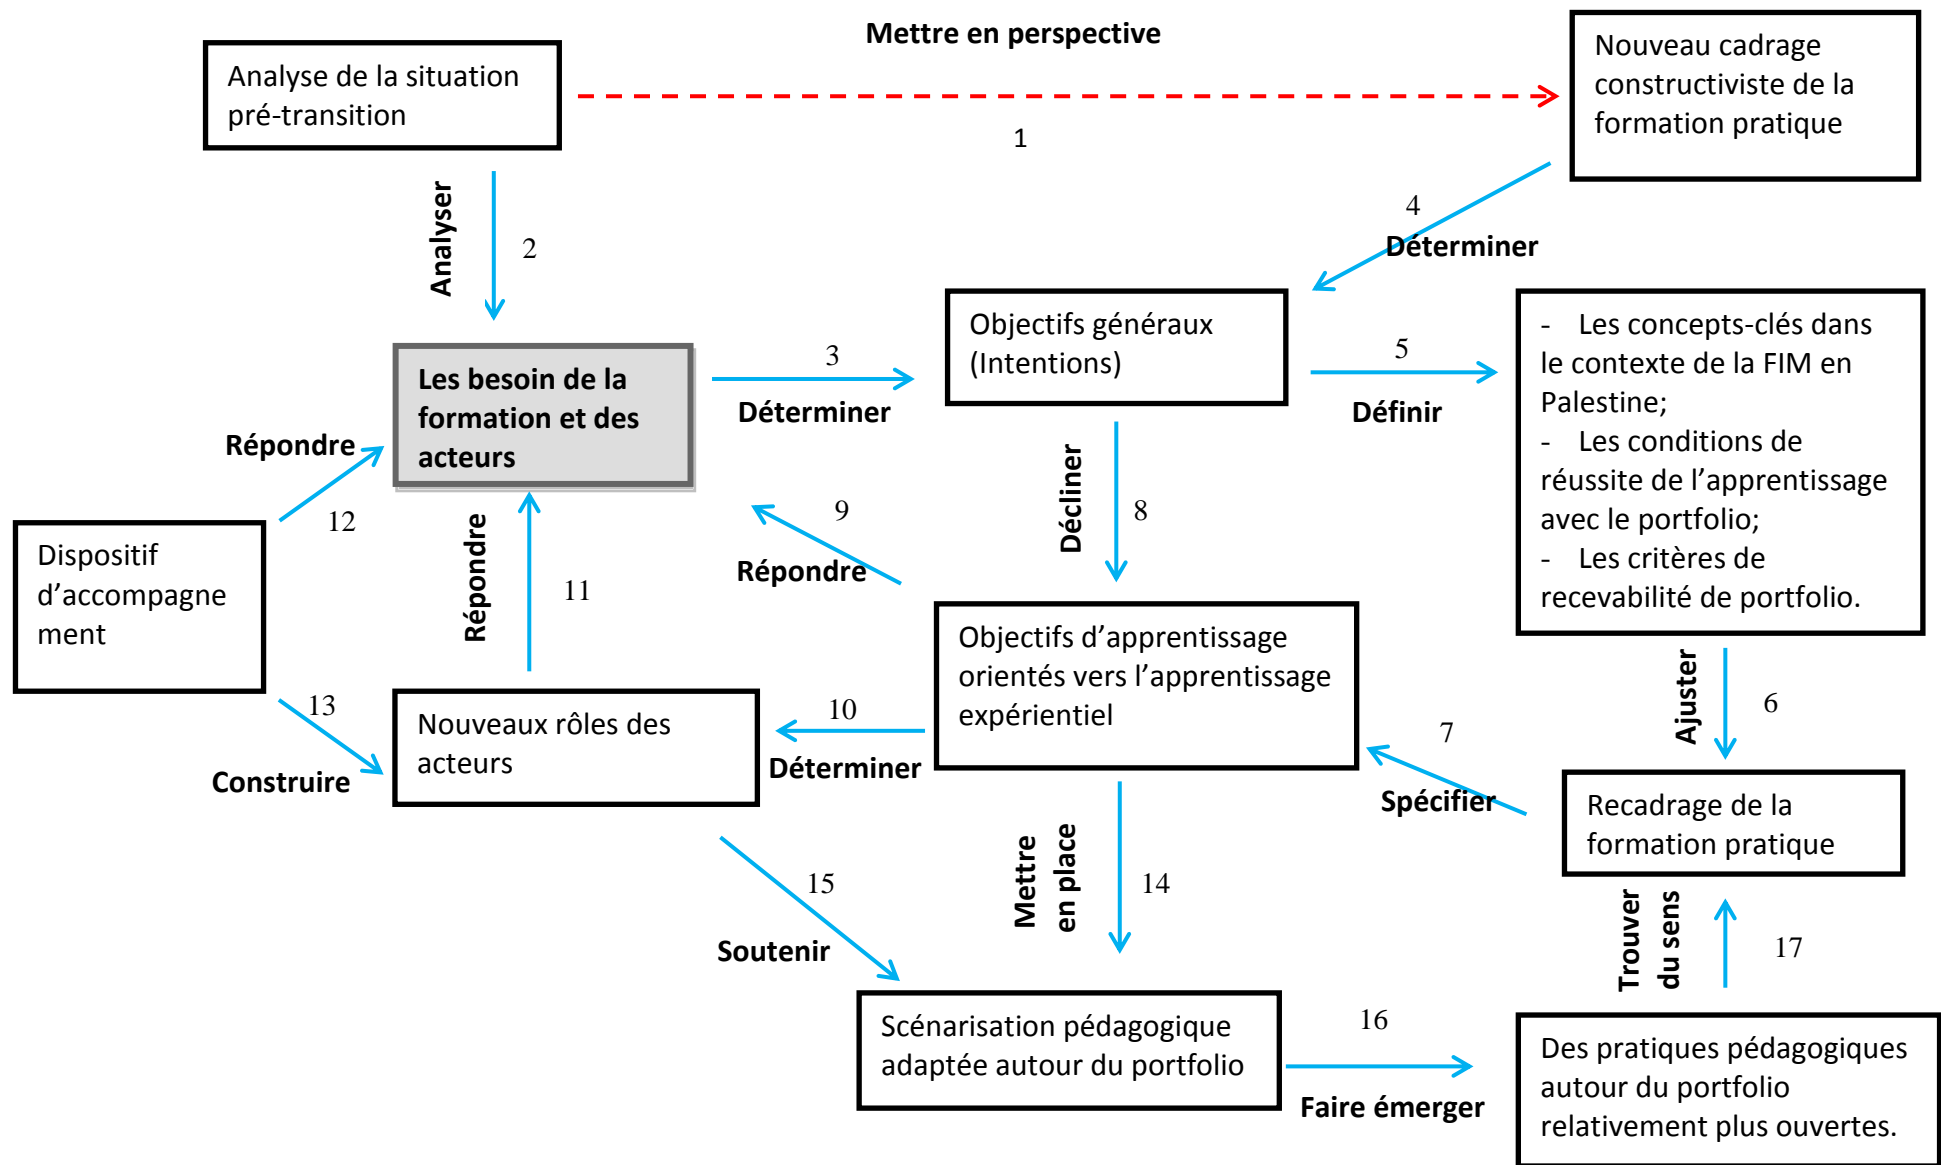 Mettre en perspective
Analyse de la situation
pré-transition
1
Nouveau cadrage
constructiviste de la
formation pratique
Analyser
2
4
Déterminer
Les besoin de la
formation et des
acteurs
3
Déterminer
Objectifs généraux
(Intentions)
5
Définir
- Les concepts-clés dans
le contexte de la FIM en
Palestine;
- Les conditions de
réussite de l’apprentissage
avec le portfolio;
- Les critères de
recevabilité de portfolio.
Répondre
12
Dispositif
d’accompagne
ment
Répondre
11
9
Répondre
Décliner
8
Objectifs d’apprentissage
orientés vers l’apprentissage
expérientiel
Ajuster
6
13
Construire
Nouveaux rôles des
acteurs
10
Déterminer
7
Spécifier
Recadrage de la
formation pratique
15
Soutenir
Mettre
en place
14
Trouver
du sens
17
Scénarisation pédagogique
adaptée autour du portfolio
16
Faire émerger
Des pratiques pédagogiques
autour du portfolio
relativement plus ouvertes.